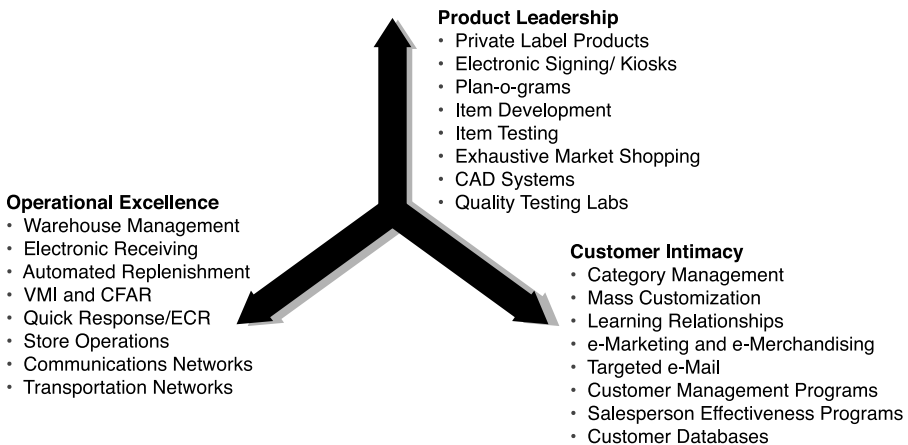 Product Leadership
• Private Label Products
• Electronic Signing/ Kiosks
• Plan-o-grams
• Item Development
• Item Testing
• Exhaustive Market Shopping
• CAD Systems
• Quality Testing Labs
Operational Excellence
• Warehouse Management
• Electronic Receiving
• Automated Replenishment
• VMI and CFAR
• Quick Response/ECR
• Store Operations
• Communications Networks
• Transportation Networks
Customer Intimacy
• Category Management
• Mass Customization
• Learning Relationships
• e-Marketing and e-Merchandising
• Targeted e-Mail
• Customer Management Programs
• Salesperson Effectiveness Programs
• Customer Databases